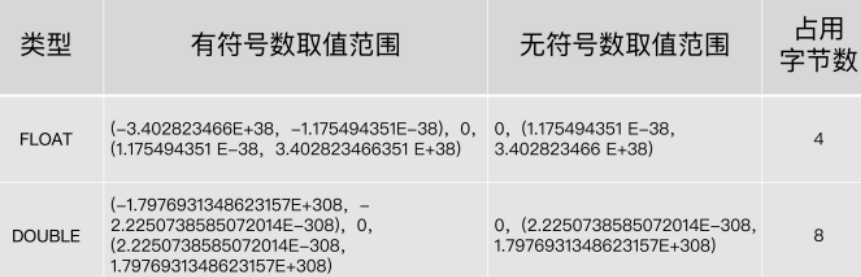 类型
有符号数取值范围
无符号数取值范围
占用
字节数
FLOAT
(-3.402823466E+38，-1.175494351E-38)，0，
(1.175494351 E-38，3.402823466351 E+38)
0，(1.175494351 E-38，
3.402823466 E+38)
4
DOUBLE
(-1.7976931348623157E+308，-
2.2250738585072014E-308)，0，
(2.2250738585072014E-308，
1.7976931348623157E+308)
0，(2.2250738585072014E-308，
1.7976931348623157E+308)
8